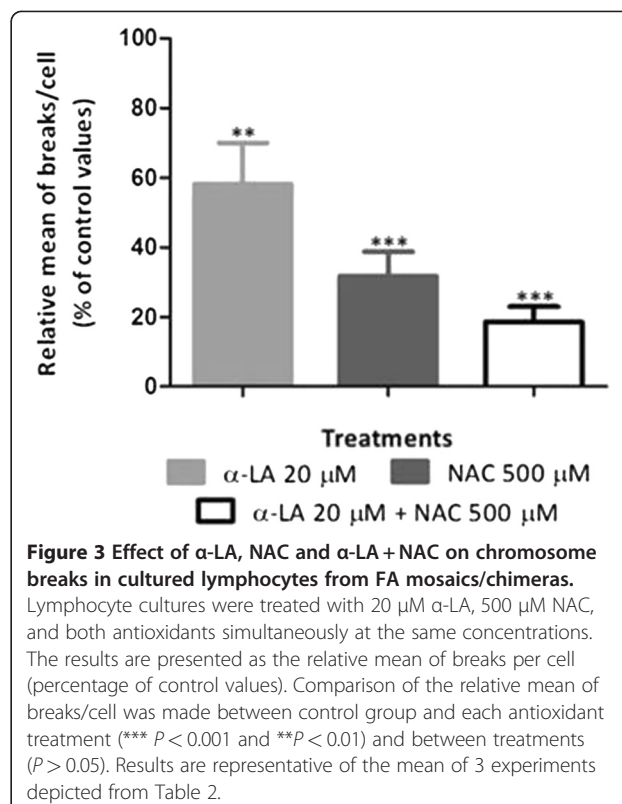 Relative mean of breaks/cell
(% of control values)
100
80
60
40
20
0
**
***
***
Treatments
α-LA 20 μM NAC 500 μM
α-LA 20 μM + NAC 500 μM
Figure 3 Effect of α-LA, NAC and α-LA + NAC on chromosome
breaks in cultured lymphocytes from FA mosaics/chimeras.
Lymphocyte cultures were treated with 20 μM α-LA, 500 μM NAC,
and both antioxidants simultaneously at the same concentrations.
The results are presented as the relative mean of breaks per cell
(percentage of control values). Comparison of the relative mean of
breaks/cell was made between control group and each antioxidant
treatment (*** P < 0.001 and **P < 0.01) and between treatments
(P > 0.05). Results are representative of the mean of 3 experiments
depicted from Table 2.